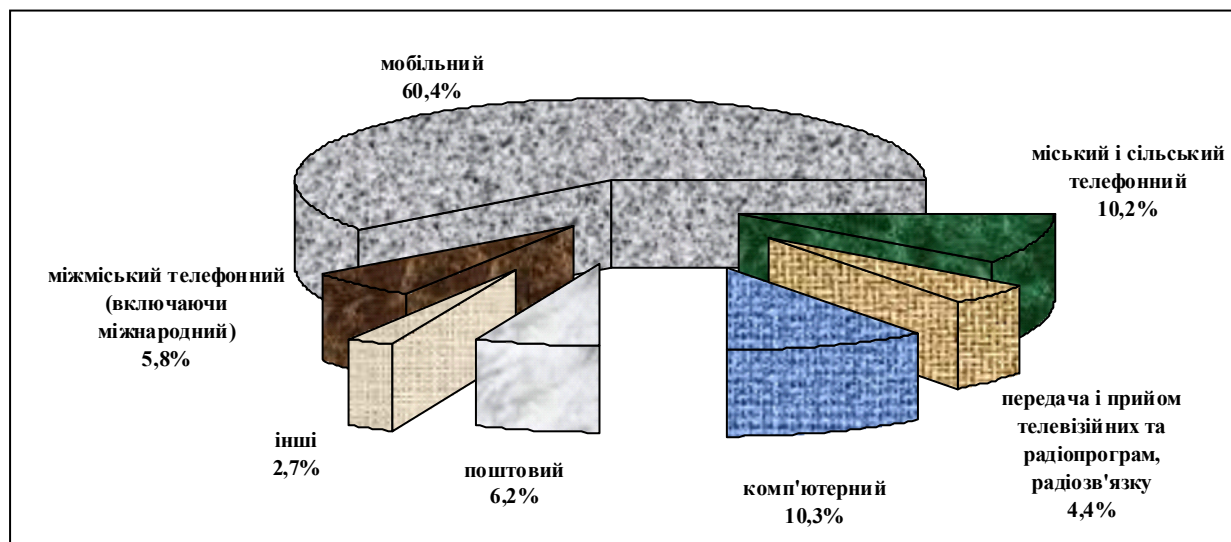 мобільний
60,4%
міський і сільський
телефонний
10,2%
міжміський телефонний
(включаючи
міжнародний)
5,8%
передача і прийом
телевізійних та
радіопрограм,
радіозв'язку
4,4%
інші
2,7%
поштовий
6,2%
комп'ютерний
10,3%